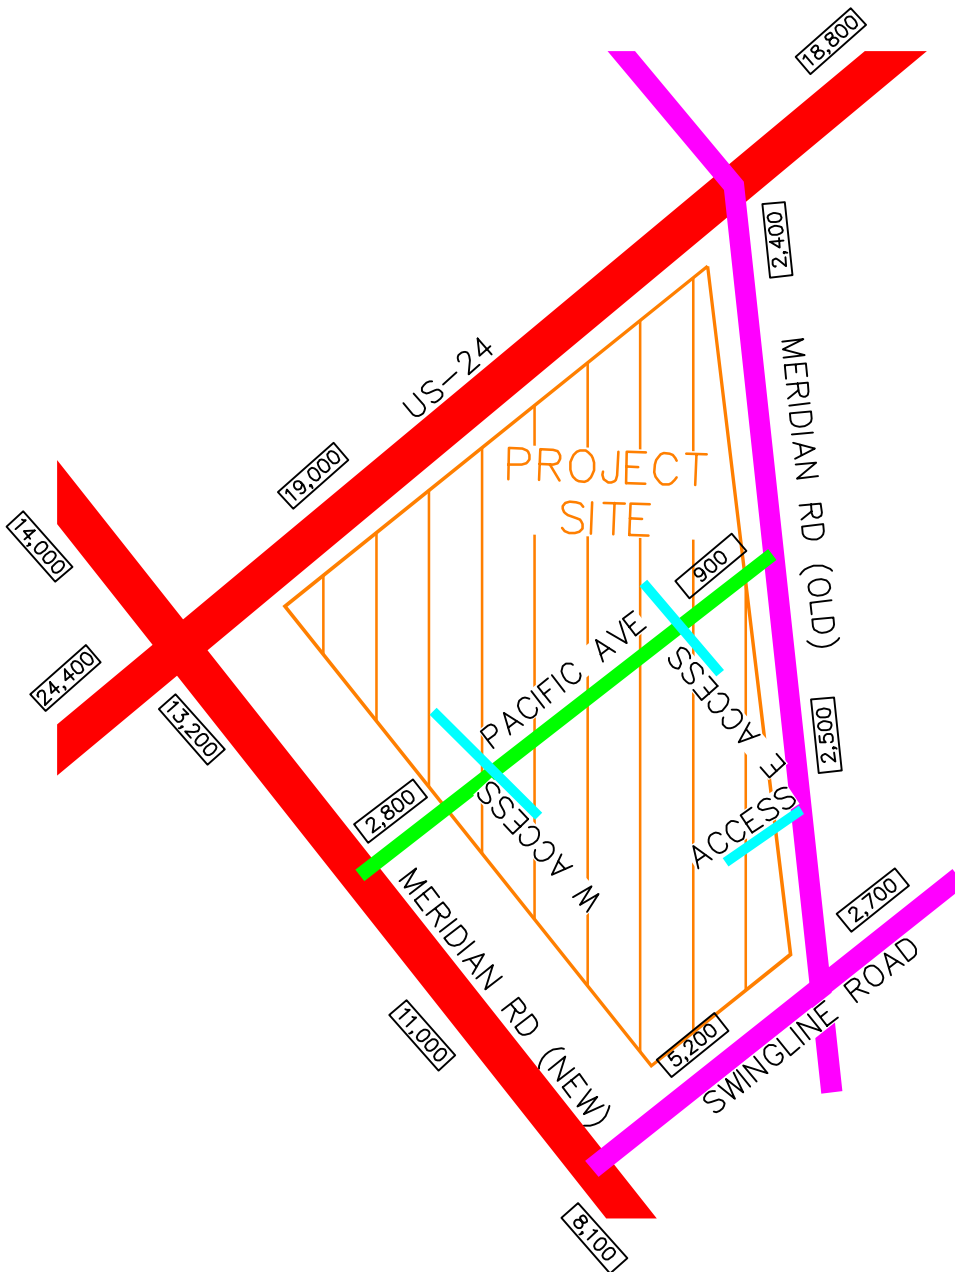 18,800
2,400
US-24
MERIDIAN RD (OLD)
19,000
PROJECT
SITE
14,000
900
PACIFIC AVE
24,400
ACCESS
13,200
2,500
E
ACCESS
2,800
W ACCESS
MERIDIAN RD (NEW)
2,700
SWINGLINE ROAD
11,000
5,200
8,100